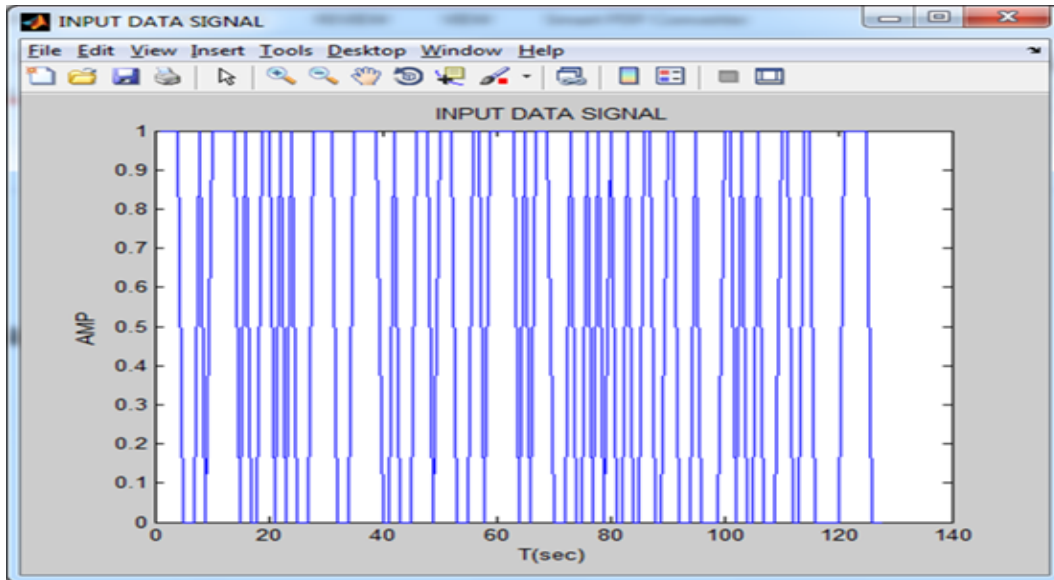 INPUT DATA SIGNAL
File Edit View Insert Tools Desktop Window Help
INPUT DATA SIGNAL
1
0.9
0.8
0.7
0.6
0.5
0.4
0.3
0.2
0.1
0
AMP
0 20 40 60 80 100 120 140
T(sec)